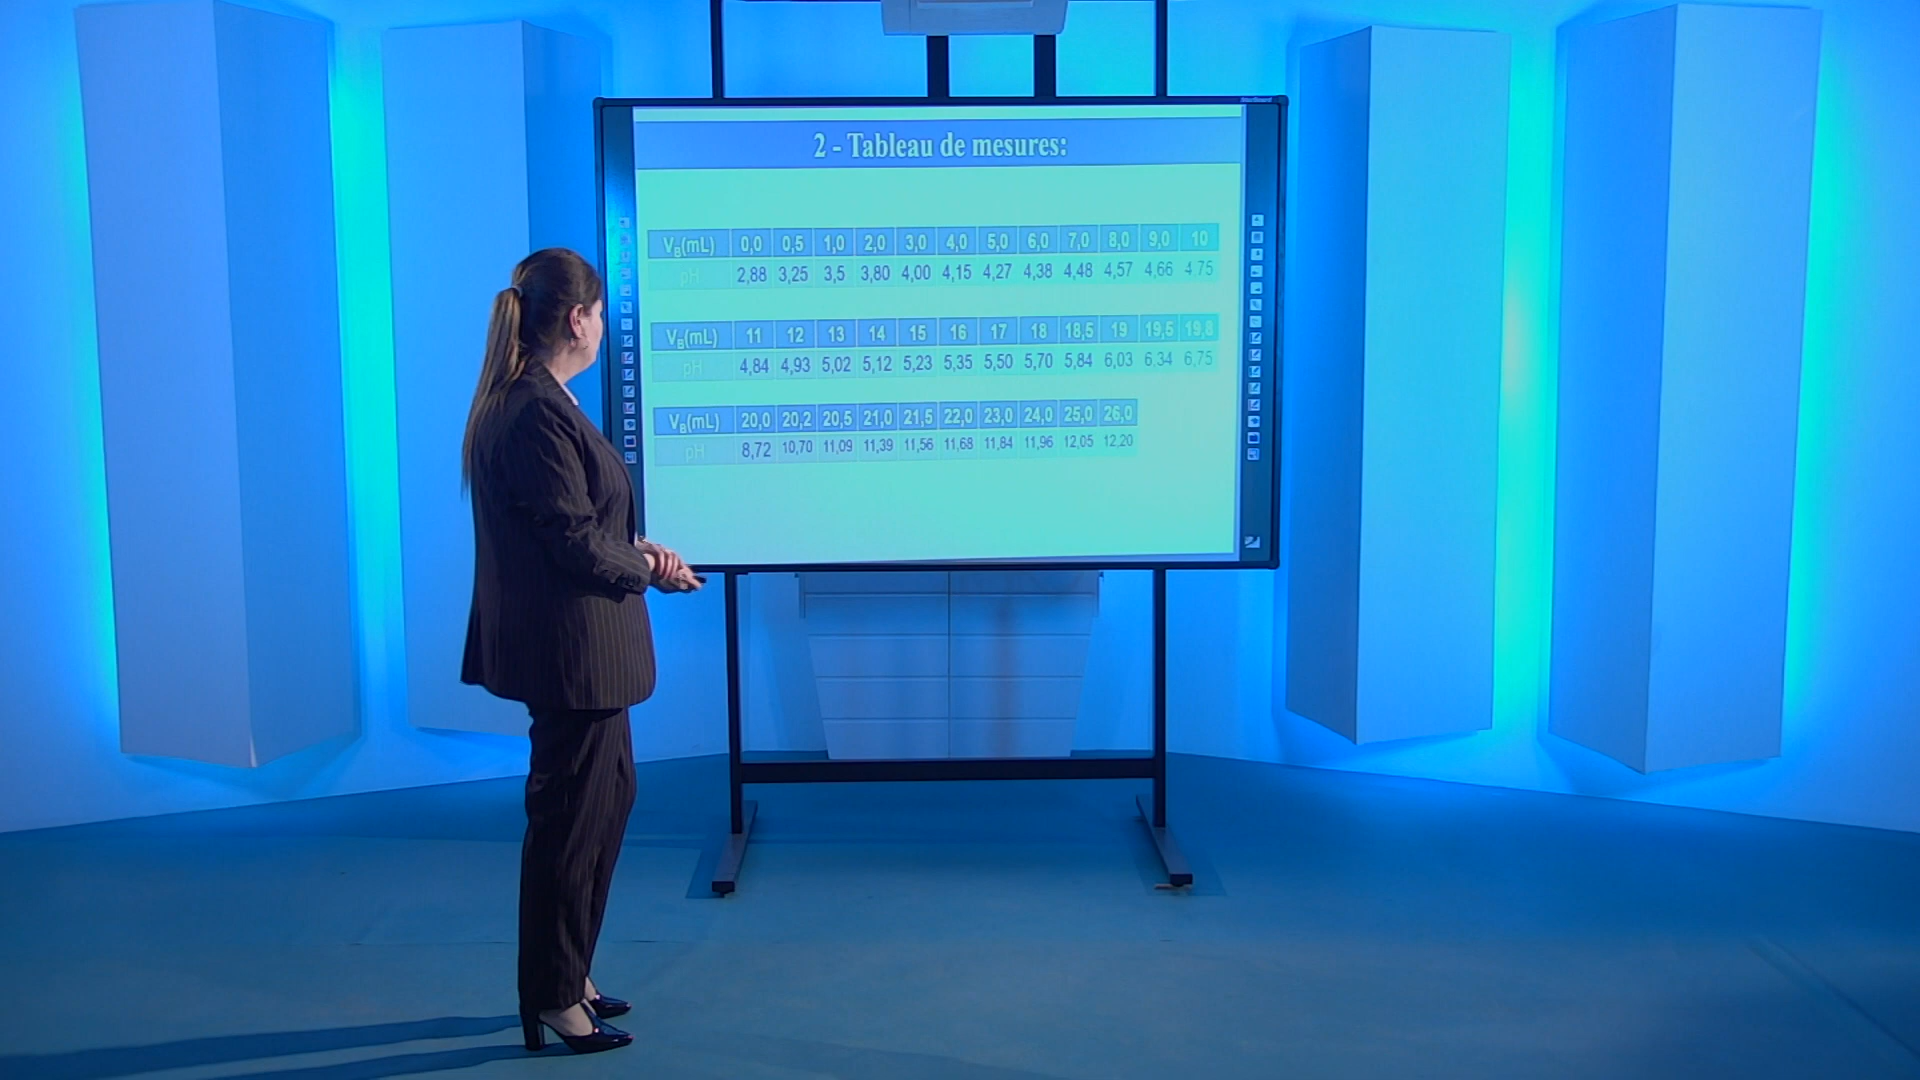 2 - Tableau de mesures:
V_B(mL) 0,0 0,5 1,0 2,0 3,0 4,0 5,0 6,0 7,0 8,0 9,0 10
pH 2,88 3,25 3,5 3,80 4,00 4,15 4,27 4,38 4,48 4,57 4,66 4 75
V_B(mL) 11 12 13 14 15 16 17 18 18,5 19 19,5 19,8
pH 4,84 4,93 5,02 5,12 5,23 5,35 5,50 5,70 5,84 6,03 6,34 6,75
V_B(mL) 20,0 20,2 20,5 21,0 21,5 22,0 23,0 24,0 25,0 26,0
pH 8,72 10,70 11,09 11,39 11,56 11,68 11,84 11,96 12,05 12,20